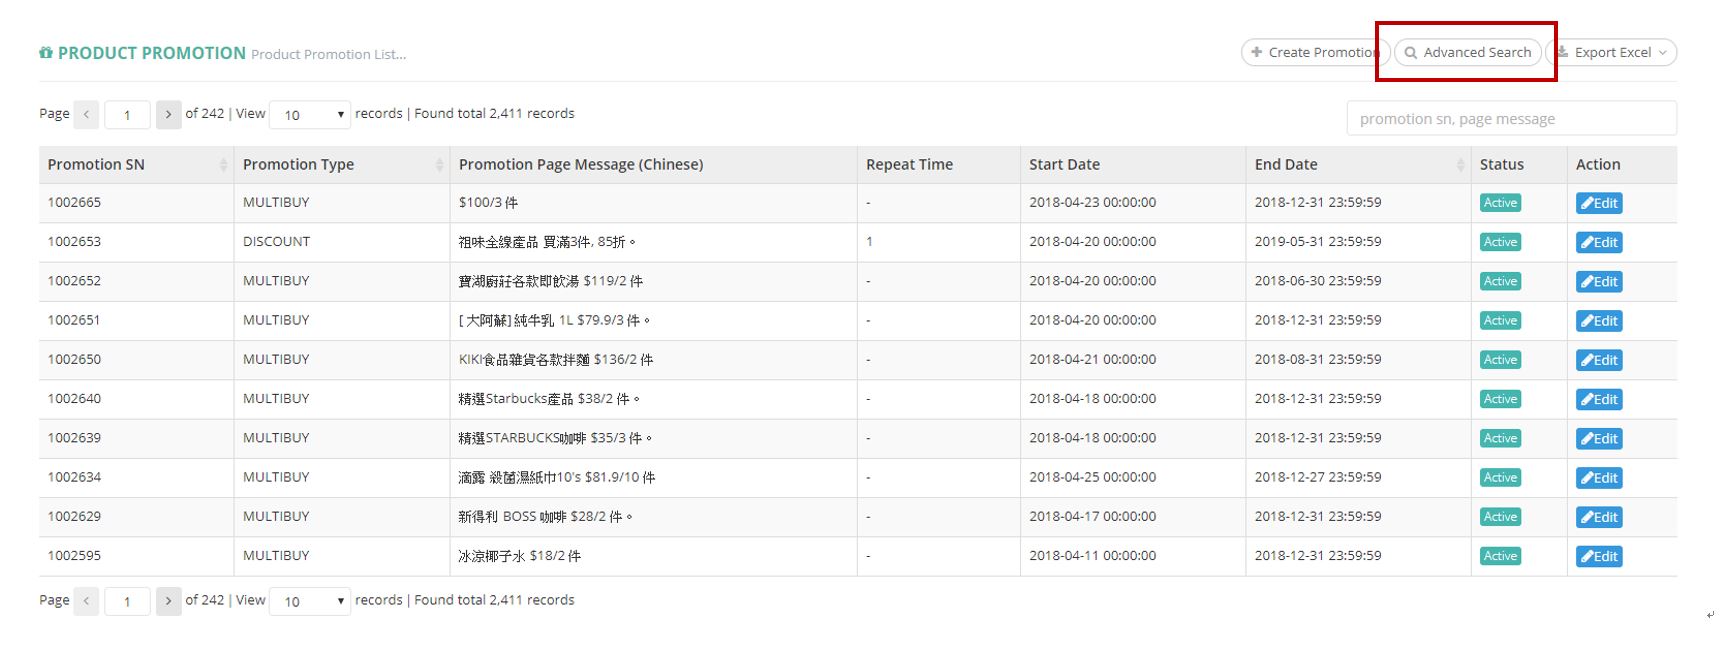 PRODUCT PROMOTION Product Promotion List...
Create Promotion Advanced Search Export Excel
Page 1 of 242 | View 10 records | Found total 2,411 records
promotion sn, page message
Promotion SN Promotion Type Promotion Page Message (Chinese) Repeat Time Start Date End Date Status Action
1002665 MULTIBUY $100/3 件 - 2018-04-23 00:00:00 2018-12-31 23:59:59 Active Edit
1002653 DISCOUNT 祖味全線產品 買滿3件, 85折。 1 2018-04-20 00:00:00 2019-05-31 23:59:59 Active Edit
1002652 MULTIBUY 寶湖廚莊各款即飲湯 $119/2 件 - 2018-04-20 00:00:00 2018-06-30 23:59:59 Active Edit
1002651 MULTIBUY [ 大阿蘇] 純牛乳 1L $79.9/3 件。 - 2018-04-20 00:00:00 2018-12-31 23:59:59 Active Edit
1002650 MULTIBUY KIKI食品雜貨各款拌麵 $136/2 件 - 2018-04-21 00:00:00 2018-08-31 23:59:59 Active Edit
1002640 MULTIBUY 精選Starbucks產品 $38/2 件。 - 2018-04-18 00:00:00 2018-12-31 23:59:59 Active Edit
1002639 MULTIBUY 精選STARBUCKS咖啡 $35/3 件。 - 2018-04-18 00:00:00 2018-12-31 23:59:59 Active Edit
1002634 MULTIBUY 滴露 殺菌濕紙巾10's $81.9/10 件 - 2018-04-25 00:00:00 2018-12-27 23:59:59 Active Edit
1002629 MULTIBUY 新得利 BOSS 咖啡 $28/2 件。 - 2018-04-17 00:00:00 2018-12-31 23:59:59 Active Edit
1002595 MULTIBUY 冰涼椰子水 $18/2 件 - 2018-04-11 00:00:00 2018-12-31 23:59:59 Active Edit
Page 1 of 242 | View 10 records | Found total 2,411 records